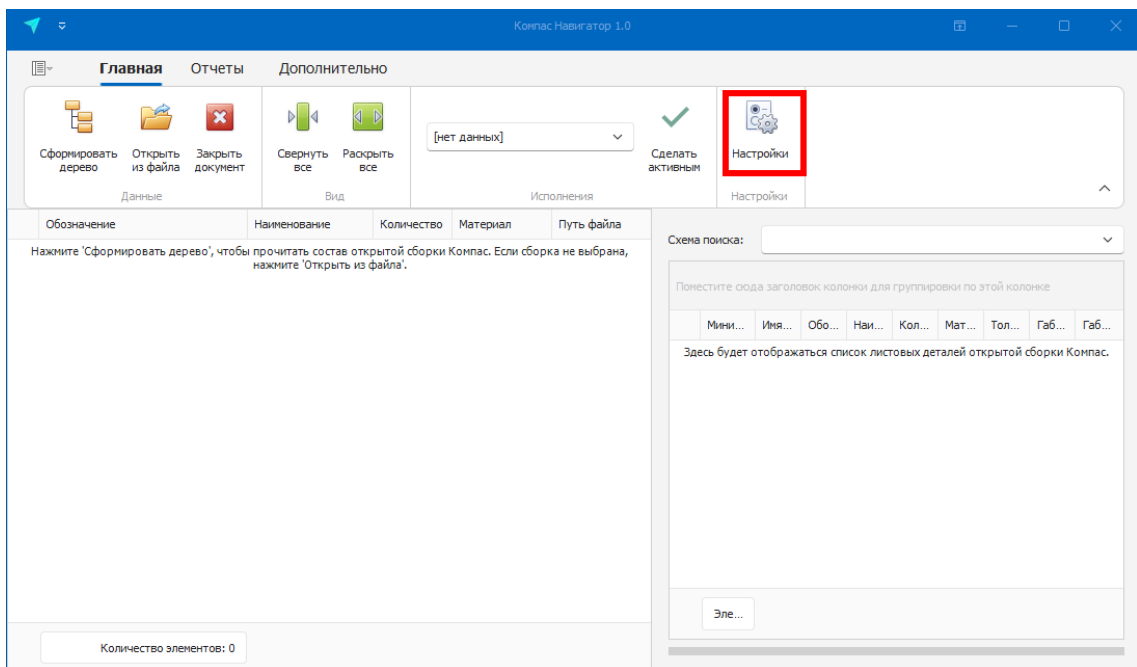 Компас Навигатор 1.0
Главная Отчеты Дополнительно
Сформировать дерево
Открыть из файла
Закрыть документ
Данные
Свернуть все
Раскрыть все
Вид
[нет данных]
Сделать активным
Исполнения
Настройки
Настройки
Обозначение Наименование Количество Материал Путь файла
Нажмите 'Сформировать дерево', чтобы прочитать состав открытой сборки Компас. Если сборка не выбрана,
нажмите 'Открыть из файла'.
Количество элементов: 0
Схема поиска:
Поместите сюда заголовок колонки для группировки по этой колонке
Мини... Имя... Обо... Наи... Кол... Мат... Тол... Габ... Габ...
Здесь будет отображаться список листовых деталей открытой сборки Компас.
Эле...